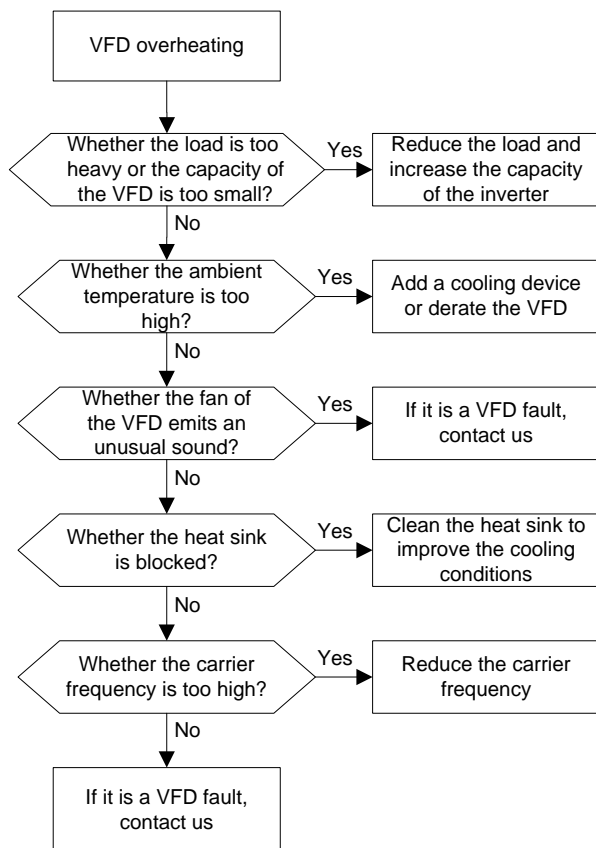 VFD overheating
Whether the load is too
heavy or the capacity of
the VFD is too small?
Yes
Reduce the load and
increase the capacity
of the inverter
No
Whether the ambient
temperature is too
high?
Yes
Add a cooling device
or derate the VFD
No
Whether the fan of
the VFD emits an
unusual sound?
Yes
If it is a VFD fault,
contact us
No
Whether the heat sink
is blocked?
Yes
Clean the heat sink to
improve the cooling
conditions
No
Whether the carrier
frequency is too high?
Yes
Reduce the carrier
frequency
No
If it is a VFD fault,
contact us